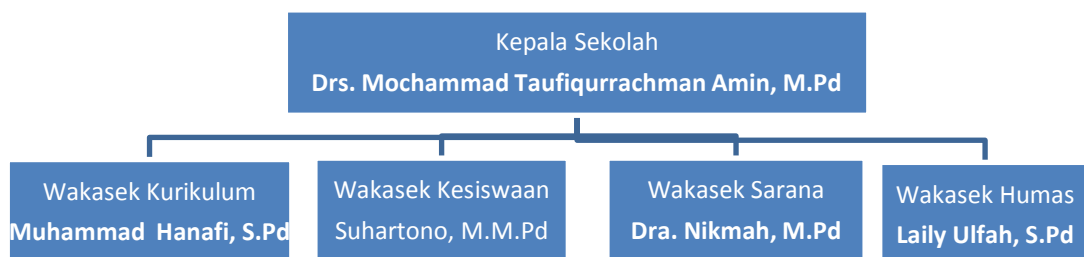 Kepala Sekolah
Drs. Mochammad Taufiqurrachman Amin, M.Pd
Wakasek Kurikulum
Muhammad Hanafi, S.Pd
Wakasek Kesiswaan
Suhartono, M.M.Pd
Wakasek Sarana
Dra. Nikmah, M.Pd
Wakasek Humas
Laily Ulfah, S.Pd